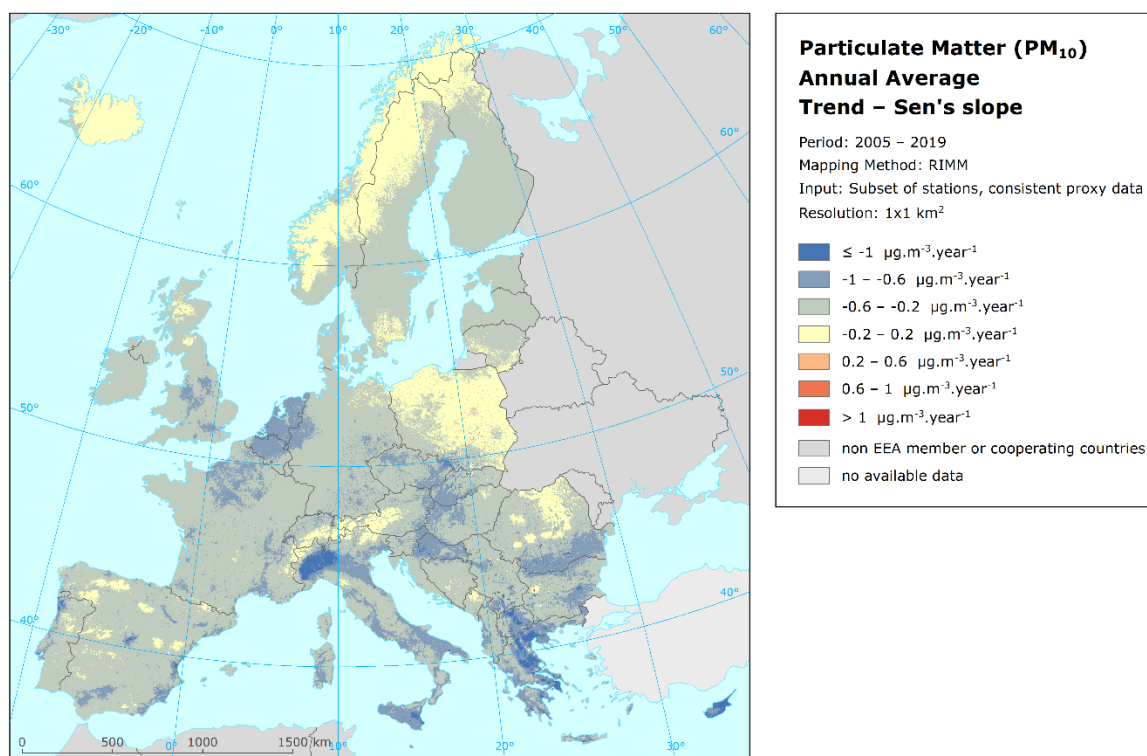 -30°
-20°
-10°
0°
10°
20°
30°
40°
50°
60°
60°
60°
50°
50°
40°
40°
0
500
1000
1500 km
0°
10°
20°
30°
Particulate Matter (PM₁₀)
Annual Average
Trend – Sen's slope
Period: 2005 – 2019
Mapping Method: RIMM
Input: Subset of stations, consistent proxy data
Resolution: 1x1 km²
≤ -1 µg.m⁻³.year⁻¹
-1 – -0.6 µg.m⁻³.year⁻¹
-0.6 – -0.2 µg.m⁻³.year⁻¹
-0.2 – 0.2 µg.m⁻³.year⁻¹
0.2 – 0.6 µg.m⁻³.year⁻¹
0.6 – 1 µg.m⁻³.year⁻¹
> 1 µg.m⁻³.year⁻¹
non EEA member or cooperating countries
no available data